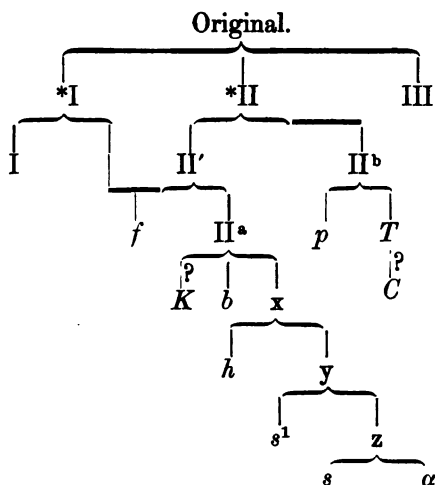 Original.
*I *II III
I II′ IIᵇ
f IIᵃ p T
? ?
K b x C
h y
s¹ z
s α